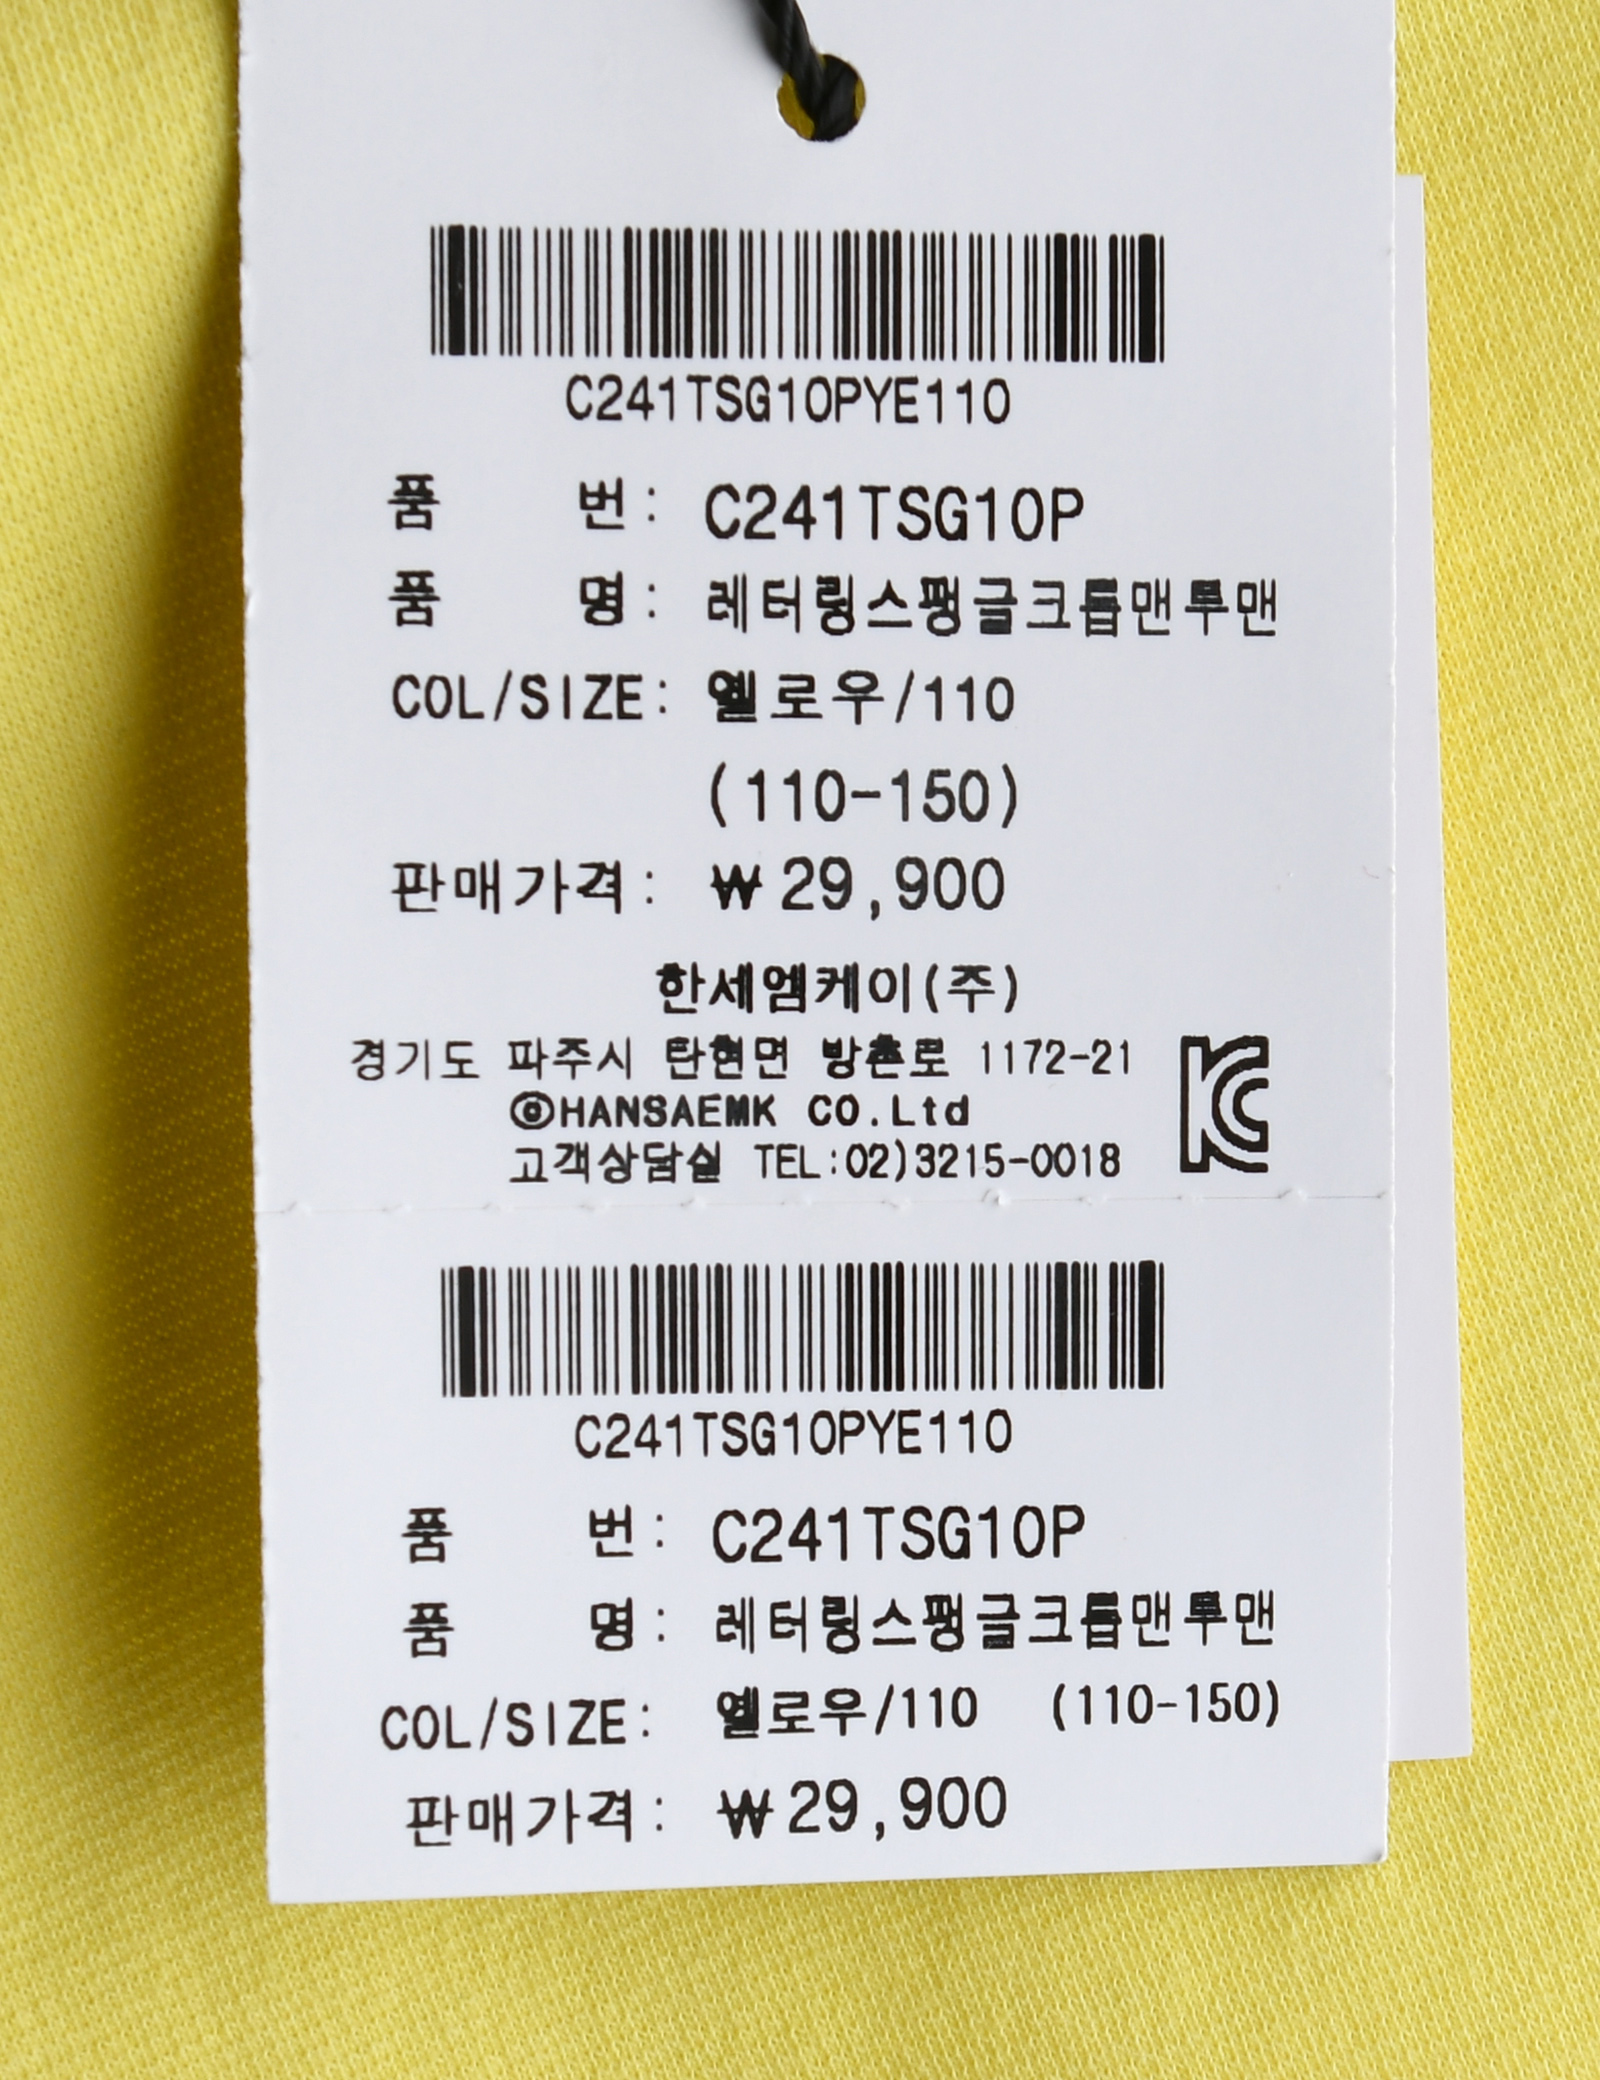 C241TSG10PYE110
품 번: C241TSG10P
품 명: 레터링스팽글크롭맨투맨
COL/SIZE: 옐로우/110
(110-150)
판매가격: ₩29,900
한세엠케이(주)
경기도 파주시 탄현면 방촌로 1172-21
ⓒHANSAEMK CO.Ltd
고객상담실 TEL:02)3215-0018
C241TSG10PYE110
품 번: C241TSG10P
품 명: 레터링스팽글크롭맨투맨
COL/SIZE: 옐로우/110 (110-150)
판매가격: ₩29,900